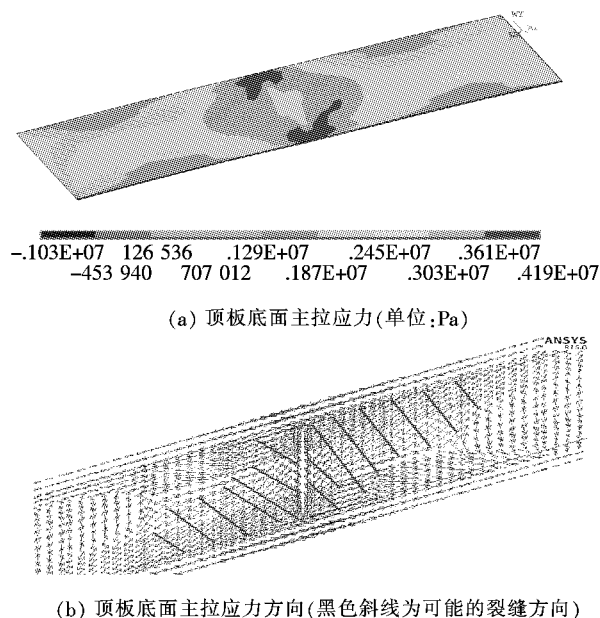 -.103E+07 126 536 .129E+07 .245E+07 .361E+07
-453 940 707 012 .187E+07 .303E+07 .419E+07
(a) 顶板底面主拉应力(单位:Pa)
ANSYS
R15.0
(b) 顶板底面主拉应力方向(黑色斜线为可能的裂缝方向)